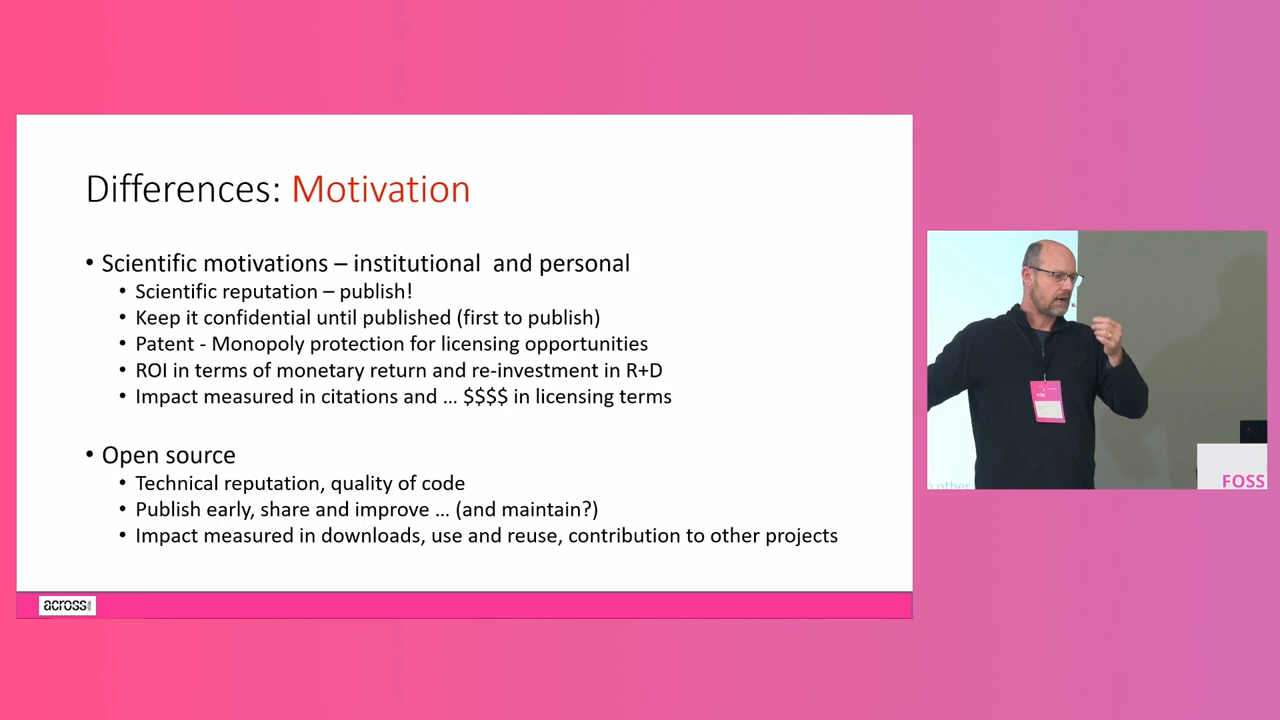 Differences: Motivation
• Scientific motivations – institutional and personal
• Scientific reputation – publish!
• Keep it confidential until published (first to publish)
• Patent - Monopoly protection for licensing opportunities
• ROI in terms of monetary return and re-investment in R+D
• Impact measured in citations and ... $$$$ in licensing terms
• Open source
• Technical reputation, quality of code
• Publish early, share and improve ... (and maintain?)
• Impact measured in downloads, use and reuse, contribution to other projects
across
other
FOSS